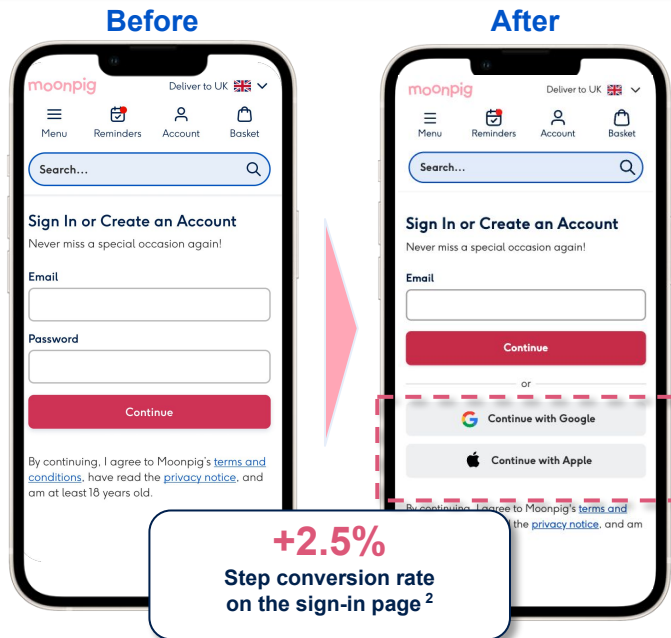 Before
moonpig
Deliver to UK
Menu
Reminders
Account
Basket
Search...
Sign In or Create an Account
Never miss a special occasion again!
Email
Password
Continue
By continuing, I agree to Moonpig's terms and
conditions, have read the privacy notice, and
am at least 18 years old.
After
moonpig
Deliver to UK
Menu
Reminders
Account
Basket
Search...
Sign In or Create an Account
Never miss a special occasion again!
Email
Continue
or
Continue with Google
Continue with Apple
By continuing, I agree to Moonpig's terms and
the privacy notice, and am
+2.5%
Step conversion rate
on the sign-in page 2